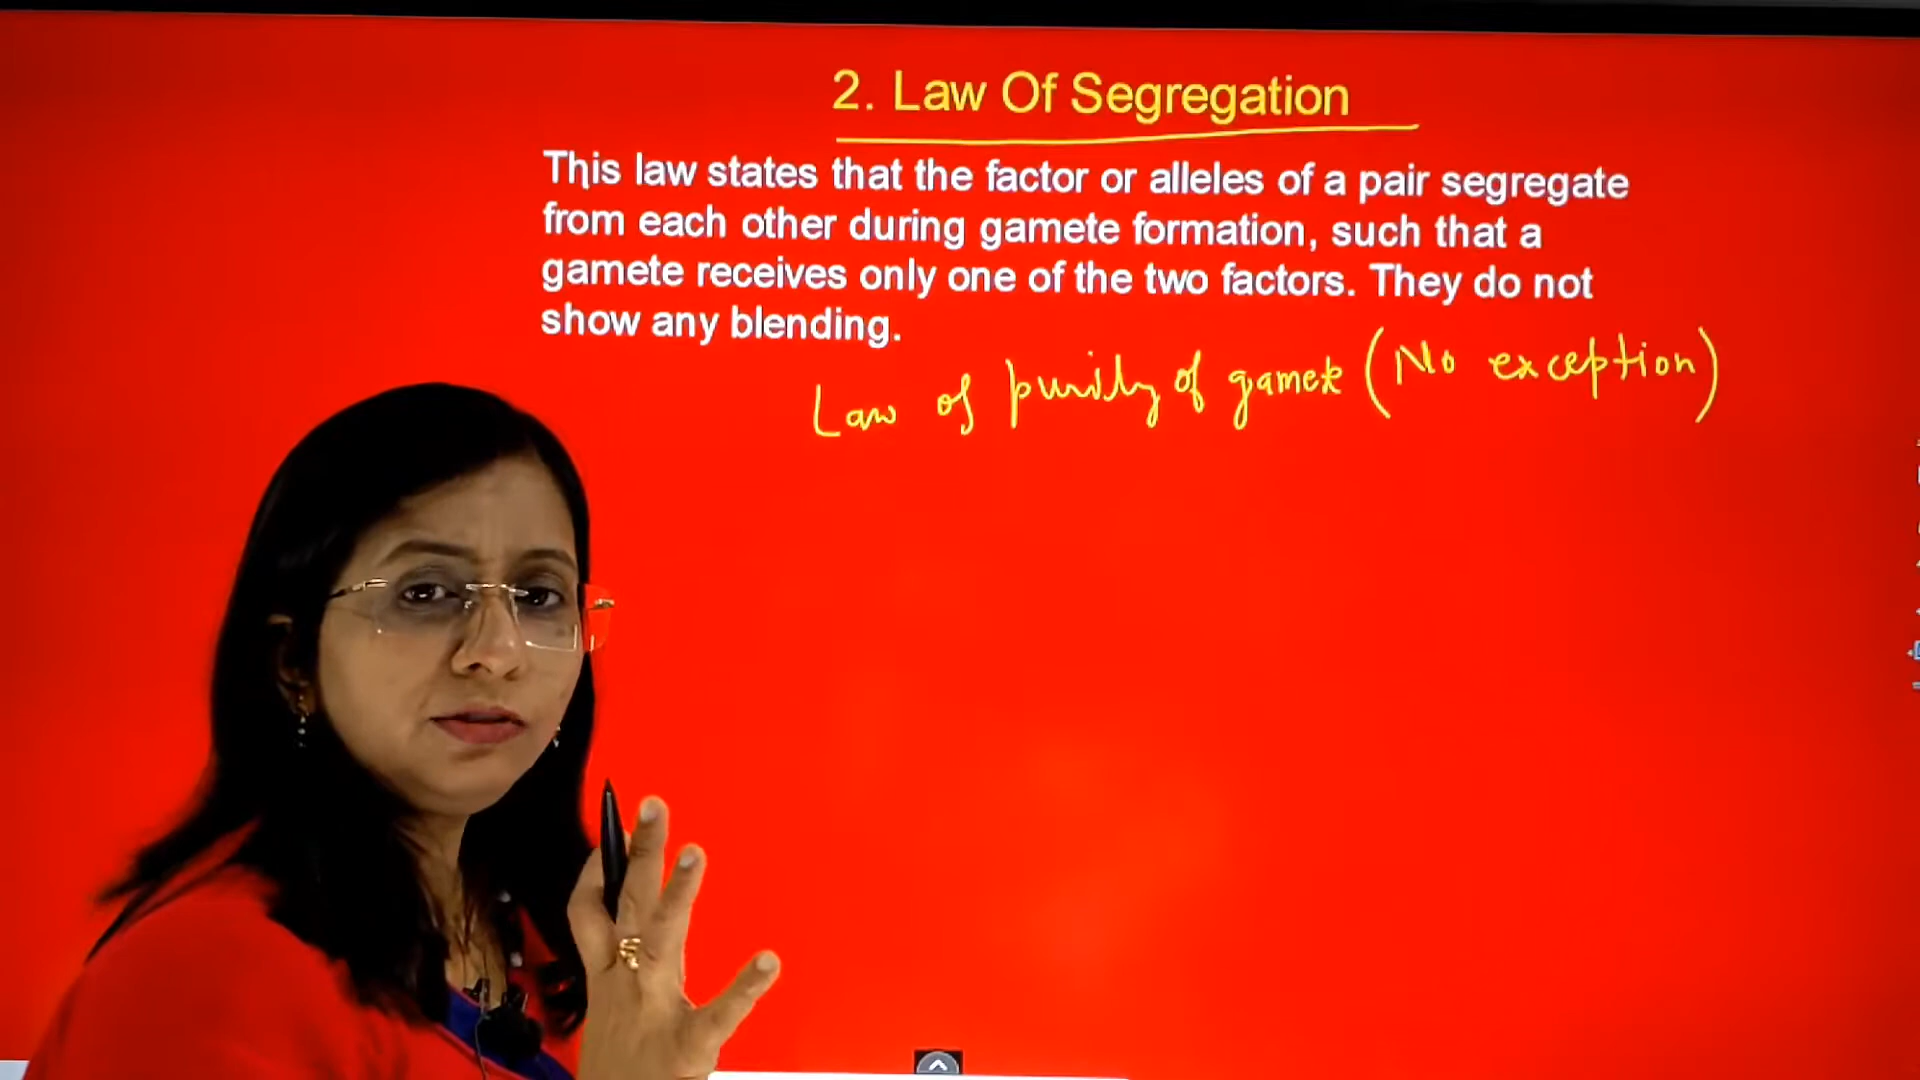 2. Law Of Segregation
This law states that the factor or alleles of a pair segregate
from each other during gamete formation, such that a
gamete receives only one of the two factors. They do not
show any blending.
Law of purity of gamete (No exception)